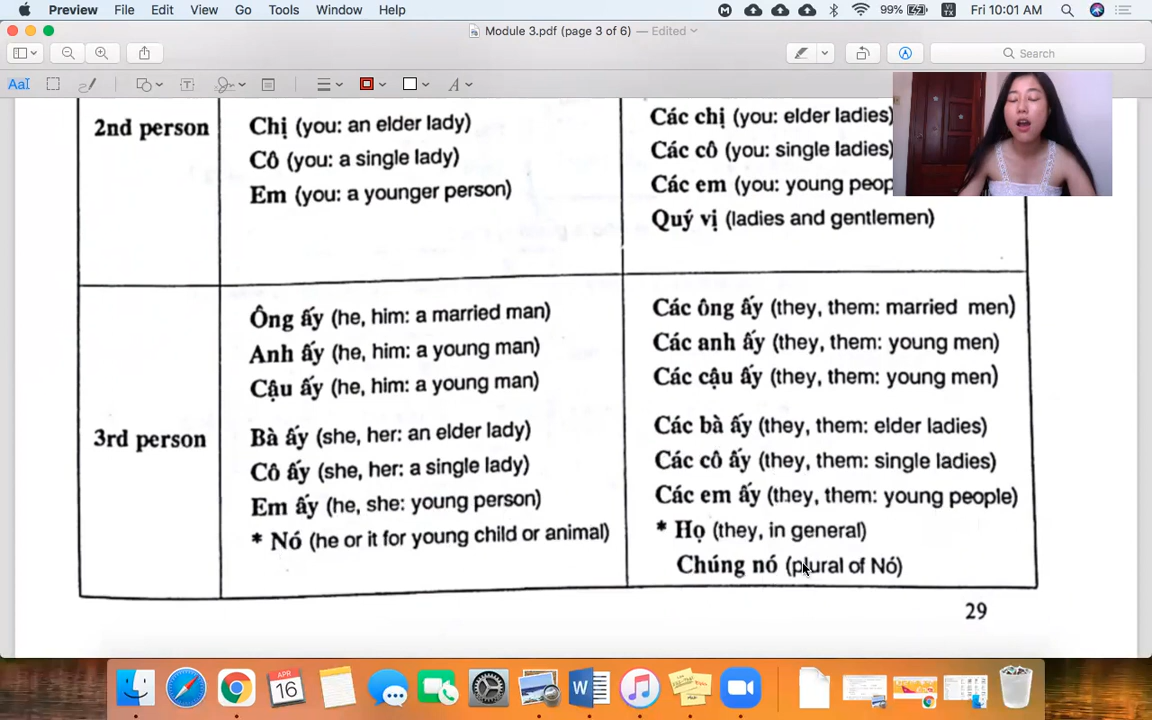 Preview File Edit View Go Tools Window Help 99% VI TX Fri 10:01 AM
Module 3.pdf (page 3 of 6) — Edited
Search
AaI A
2nd person
Chị (you: an elder lady)
Cô (you: a single lady)
Em (you: a younger person)
Các chị (you: elder ladies)
Các cô (you: single ladies)
Các em (you: young peop
Quý vị (ladies and gentlemen)
3rd person
Ông ấy (he, him: a married man)
Anh ấy (he, him: a young man)
Cậu ấy (he, him: a young man)
Bà ấy (she, her: an elder lady)
Cô ấy (she, her: a single lady)
Em ấy (he, she: young person)
* Nó (he or it for young child or animal)
Các ông ấy (they, them: married men)
Các anh ấy (they, them: young men)
Các cậu ấy (they, them: young men)
Các bà ấy (they, them: elder ladies)
Các cô ấy (they, them: single ladies)
Các em ấy (they, them: young people)
* Họ (they, in general)
Chúng nó (plural of Nó)
29
APR
16
W